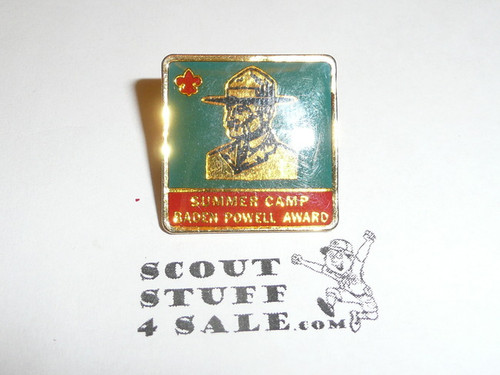 SUMMER CAMP
BADEN POWELL AWARD
SCOUT
STUFF
4 SALE.COM